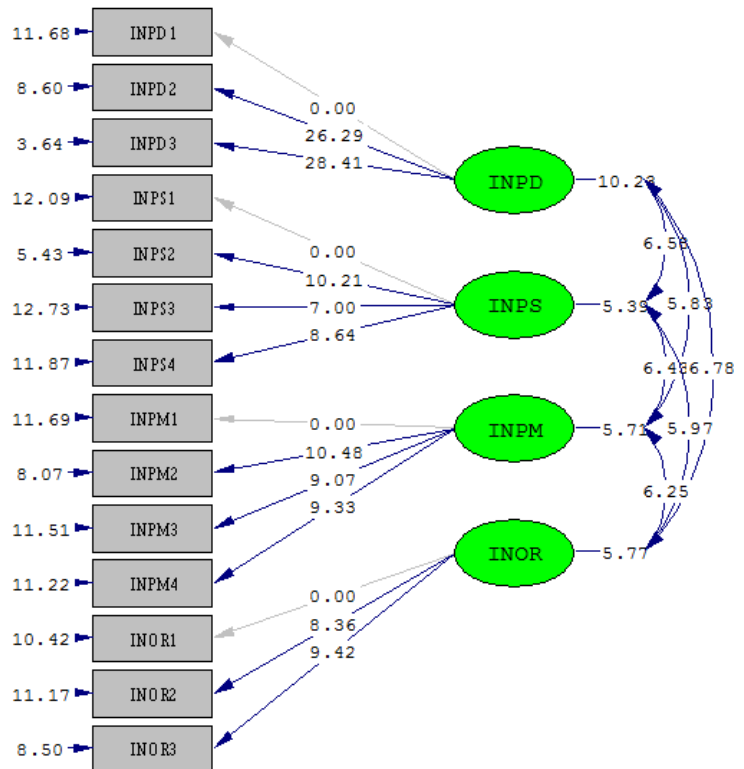 11.68 INPD1
8.60 INPD2
0.00
26.29
3.64 INPD3
28.41
INPD 10.23
12.09 INPS1
5.43 INPS2
0.00
6.58
10.21
12.73 INPS3
7.00
INPS 5.39 5.83
8.64
11.87 INPS4
6.78
11.69 INPM1
0.00
INPM 5.71 5.97
10.48
8.07 INPM2
9.07
6.25
9.33
11.51 INPM3
INOR 5.77
11.22 INPM4
0.00
8.36
10.42 INOR1
9.42
11.17 INOR2
8.50 INOR3